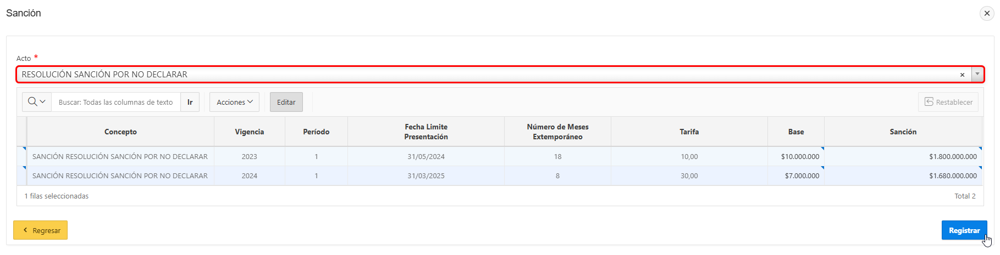 Sanción
Acto *
RESOLUCIÓN SANCIÓN POR NO DECLARAR
Buscar: Todas las columnas de texto Ir Acciones Editar Restablecer
Concepto Vigencia Período Fecha Limite Presentación Número de Meses Extemporáneo Tarifa Base Sanción
SANCIÓN RESOLUCIÓN SANCIÓN POR NO DECLARAR 2023 1 31/05/2024 18 10,00 $10.000.000 $1.800.000.000
SANCIÓN RESOLUCIÓN SANCIÓN POR NO DECLARAR 2024 1 31/03/2025 8 30,00 $7.000.000 $1.680.000.000
1 filas seleccionadas Total 2
Regresar Registrar